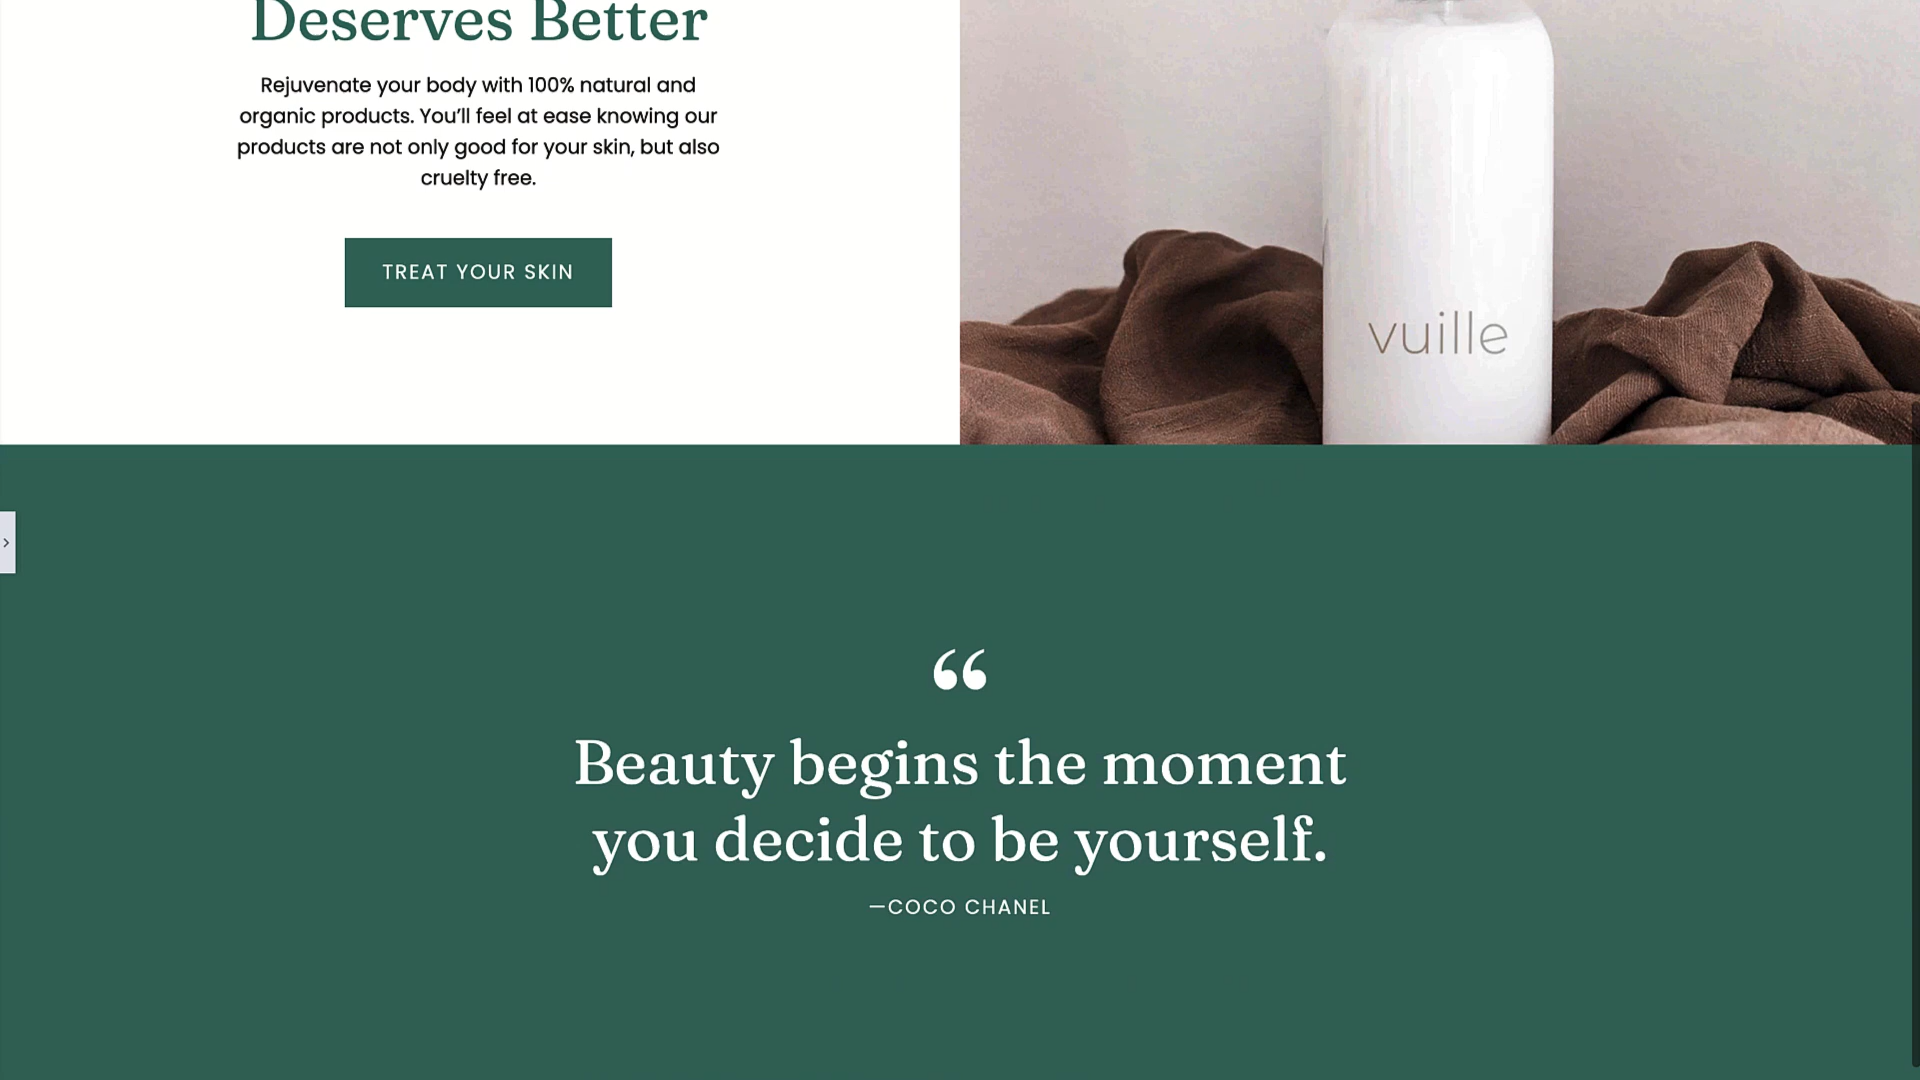 Deserves Better
Rejuvenate your body with 100% natural and
organic products. You’ll feel at ease knowing our
products are not only good for your skin, but also
cruelty free.
TREAT YOUR SKIN
vuille
“
Beauty begins the moment
you decide to be yourself.
—COCO CHANEL